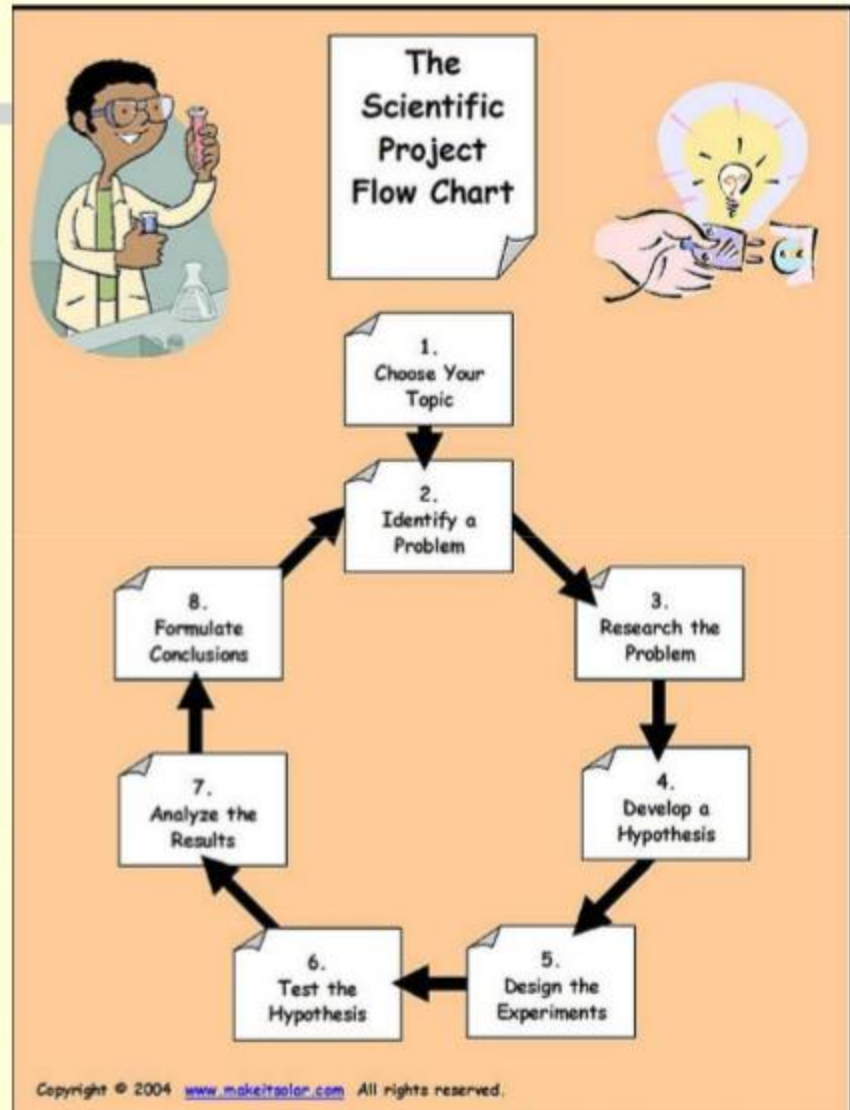 The
Scientific
Project
Flow Chart
1.
Choose Your
Topic
2.
Identify a
Problem
3.
Research the
Problem
4.
Develop a
Hypothesis
5.
Design the
Experiments
6.
Test the
Hypothesis
7.
Analyze the
Results
8.
Formulate
Conclusions
Copyright © 2004 www.makeitsolar.com All rights reserved.